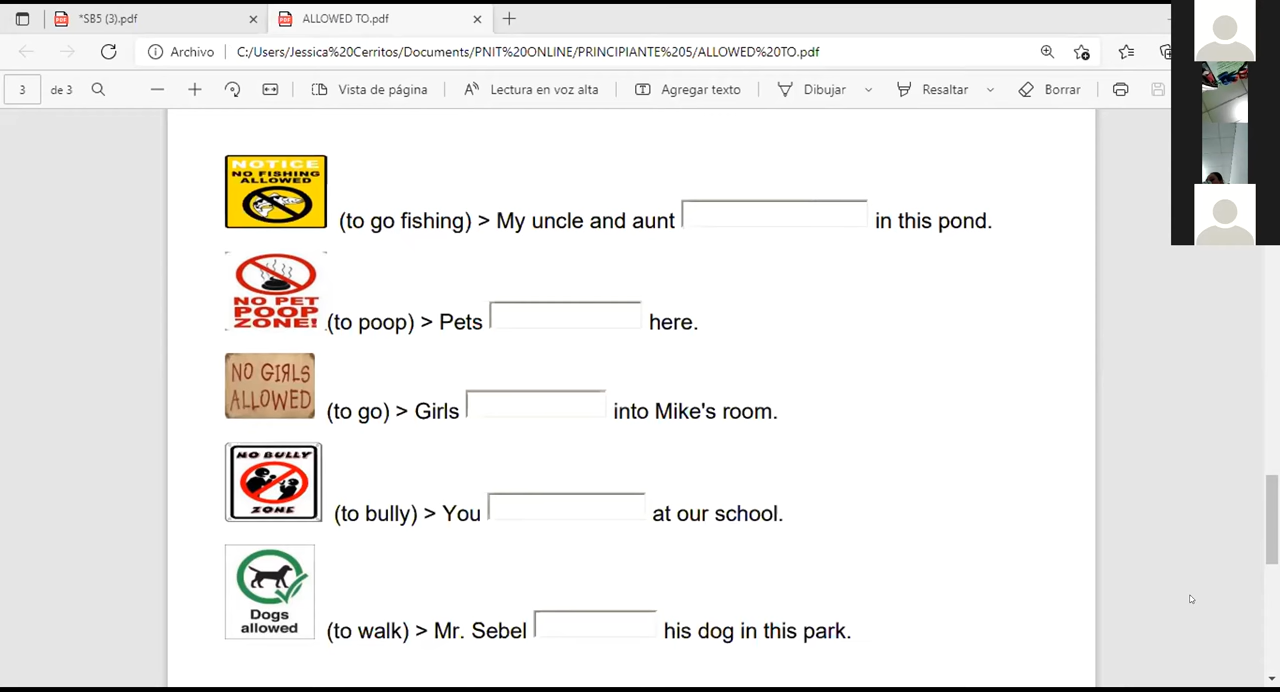 *SB5 (3).pdf
ALLOWED TO.pdf
Archivo
C:/Users/Jessica%20Cerritos/Documents/PNIT%20ONLINE/PRINCIPIANTE%205/ALLOWED%20TO.pdf
3 de 3
Vista de página
Lectura en voz alta
Agregar texto
Dibujar
Resaltar
Borrar
NOTICE
NO FISHING
ALLOWED
(to go fishing) > My uncle and aunt in this pond.
NO PET
POOP
ZONE!
(to poop) > Pets here.
NO GIRLS
ALLOWED
(to go) > Girls into Mike's room.
NO BULLY
ZONE
(to bully) > You at our school.
Dogs
allowed
(to walk) > Mr. Sebel his dog in this park.